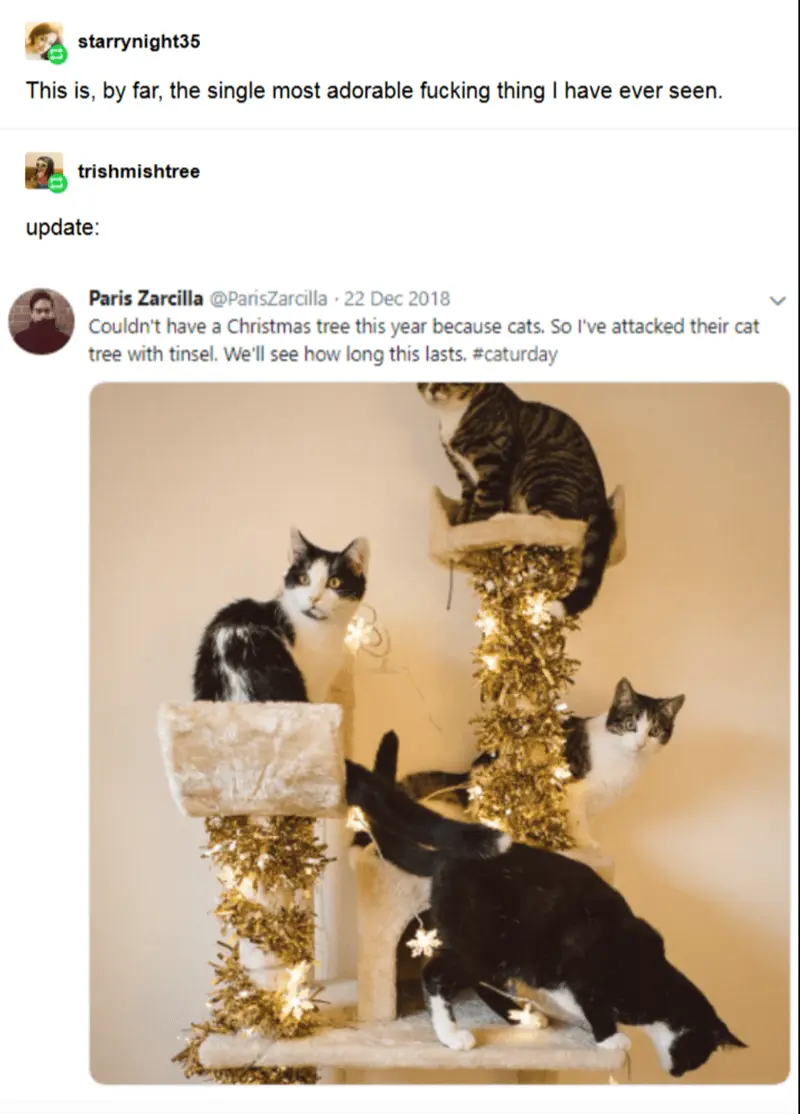 starrynight35
This is, by far, the single most adorable fucking thing I have ever seen.
trishmishtree
update:
Paris Zarcilla @ParisZarcilla · 22 Dec 2018
Couldn't have a Christmas tree this year because cats. So I've attacked their cat
tree with tinsel. We'll see how long this lasts. #caturday